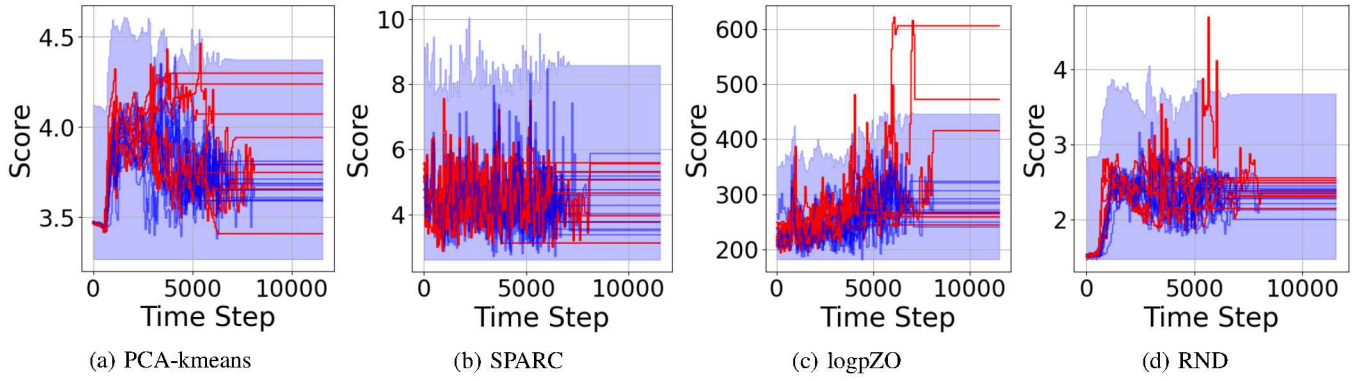 4.5
4.0
3.5
Score
0
5000
10000
Time Step
(a) PCA-kmeans
10
8
6
4
Score
0
5000
10000
Time Step
(b) SPARC
600
500
400
300
200
Score
0
5000
10000
Time Step
(c) logpZO
4
3
2
Score
0
5000
10000
Time Step
(d) RND